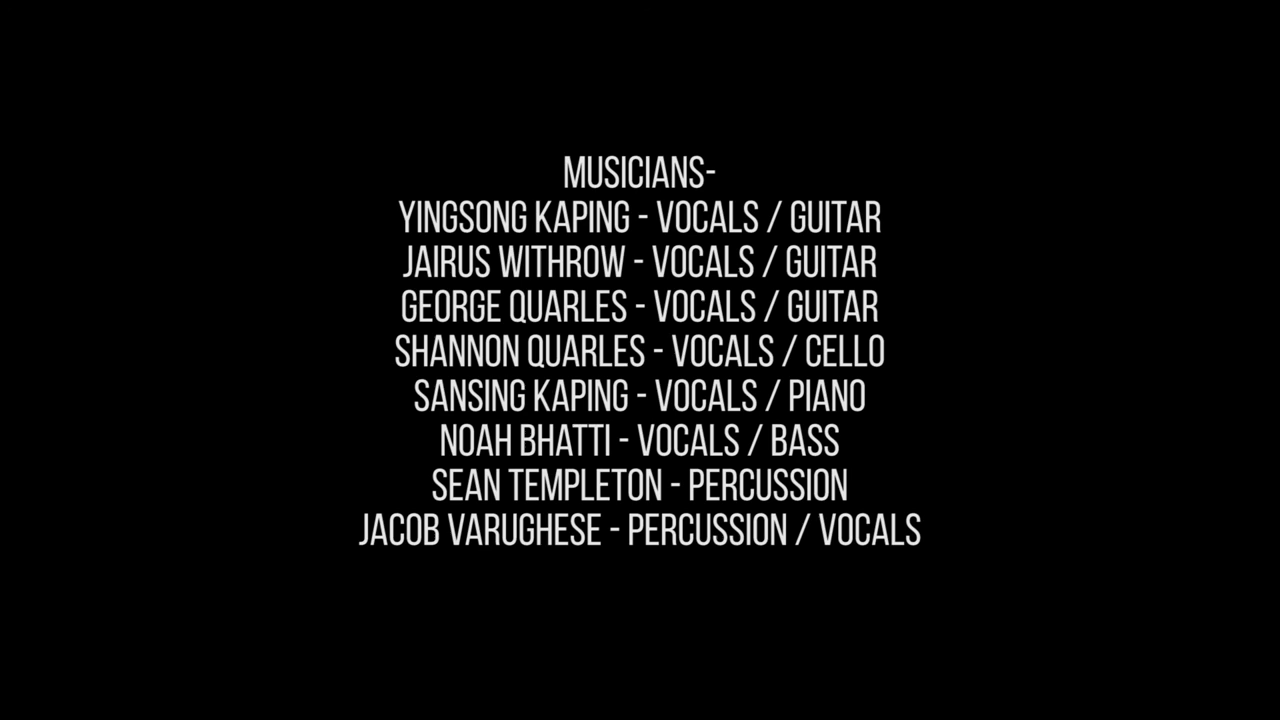 MUSICIANS-
YINGSONG KAPING - VOCALS / GUITAR
JAIRUS WITHROW - VOCALS / GUITAR
GEORGE QUARLES - VOCALS / GUITAR
SHANNON QUARLES - VOCALS / CELLO
SANSING KAPING - VOCALS / PIANO
NOAH BHATTI - VOCALS / BASS
SEAN TEMPLETON - PERCUSSION
JACOB VARUGHESE - PERCUSSION / VOCALS